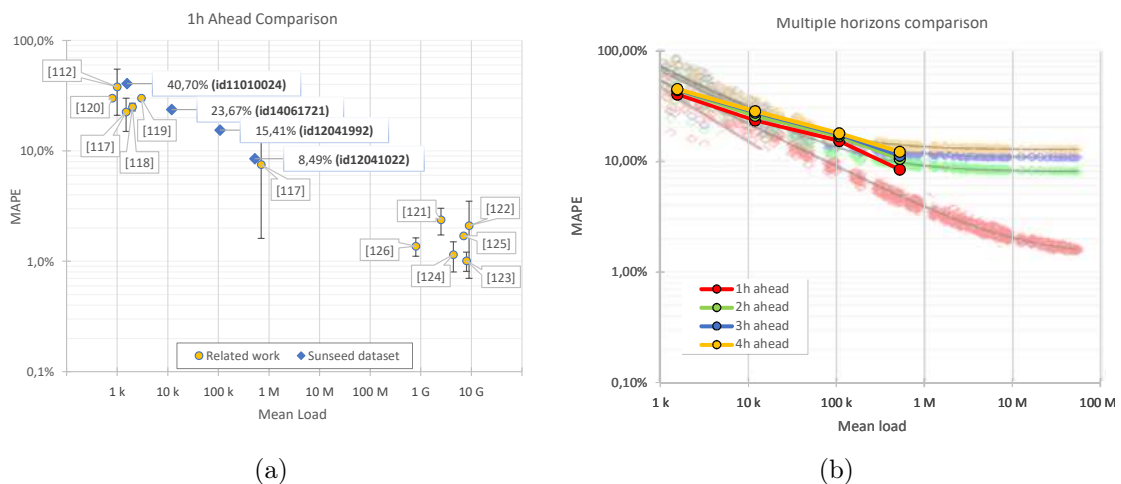 1h Ahead Comparison
100,0%
10,0%
1,0%
0,1%
MAPE
[112]
[120]
[117]
[118]
[119]
40,70% (id11010024)
23,67% (id14061721)
15,41% (id12041992)
8,49% (id12041022)
[117]
[121]
[122]
[126]
[125]
[124]
[123]
Related work
Sunseed dataset
1 k
10 k
100 k
1 M
10 M
100 M
1 G
10 G
Mean Load
(a)
Multiple horizons comparison
100,00%
10,00%
1,00%
0,10%
MAPE
1h ahead
2h ahead
3h ahead
4h ahead
1 k
10 k
100 k
1 M
10 M
100 M
Mean load
(b)